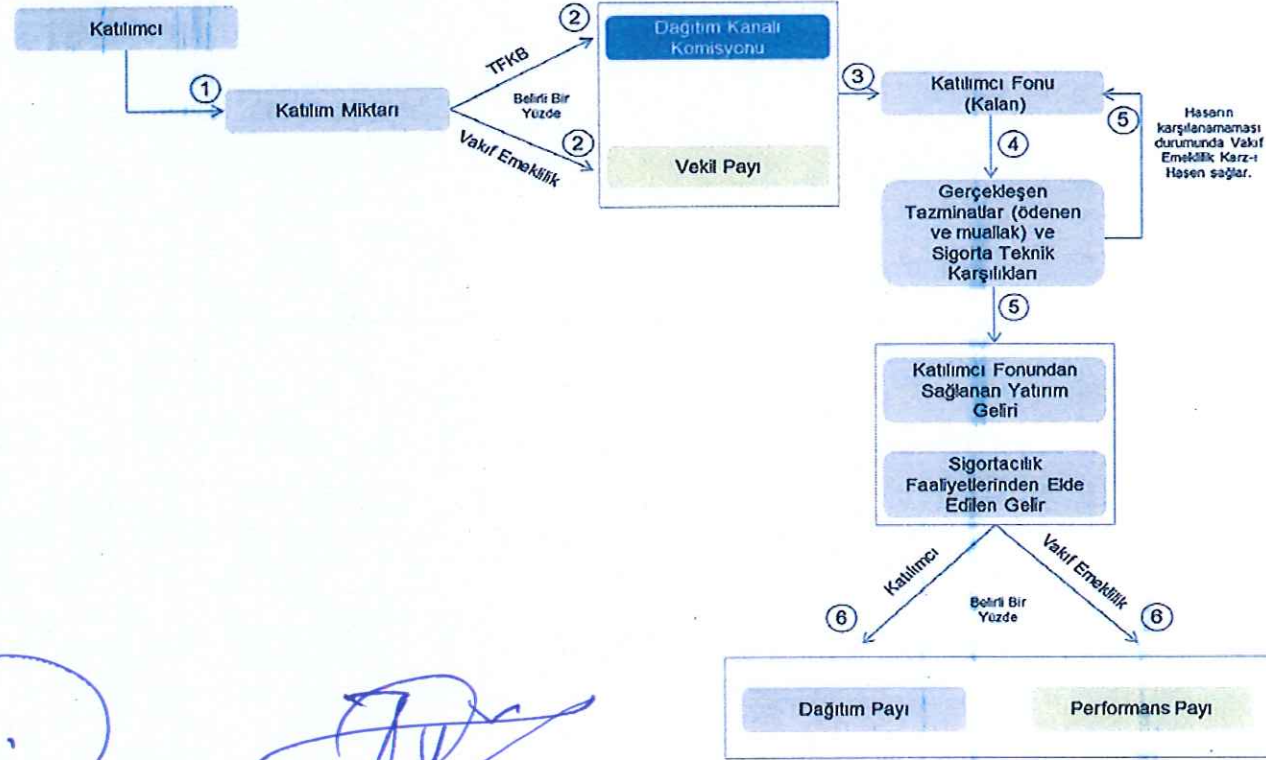 Katılımcı
1
Katılım Miktarı
TFKB
2
Belirli Bir
Yüzde
Vakıf Emeklilik
2
Dağıtım Kanalı
Komisyonu
Vekil Payı
3
Katılımcı Fonu
(Kalan)
4
5
Hasarın
karşılanamaması
durumunda Vakıf
Emeklilik Karz-ı
Hasen sağlar.
Gerçekleşen
Tazminatlar (ödenen
ve muallak) ve
Sigorta Teknik
Karşılıkları
5
Katılımcı Fonundan
Sağlanan Yatırım
Geliri
Sigortacılık
Faaliyetlerinden Elde
Edilen Gelir
Katılımcı
6
Belirli Bir
Yüzde
Vakıf Emeklilik
6
Dağıtım Payı
Performans Payı